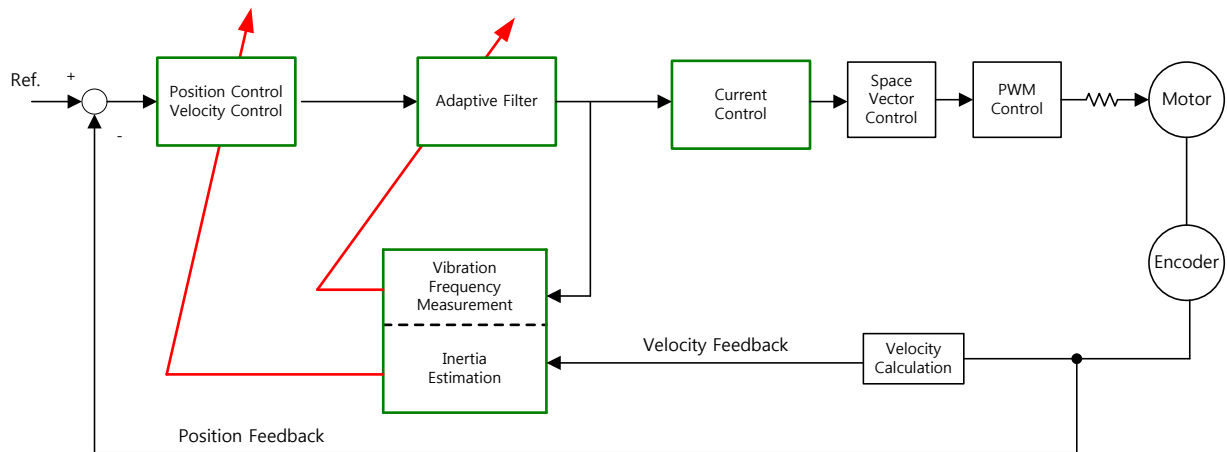 Ref.
+
-
Position Control
Velocity Control
Adaptive Filter
Current
Control
Space
Vector
Control
PWM
Control
Motor
Encoder
Vibration
Frequency
Measurement
Inertia
Estimation
Velocity Feedback
Velocity
Calculation
Position Feedback